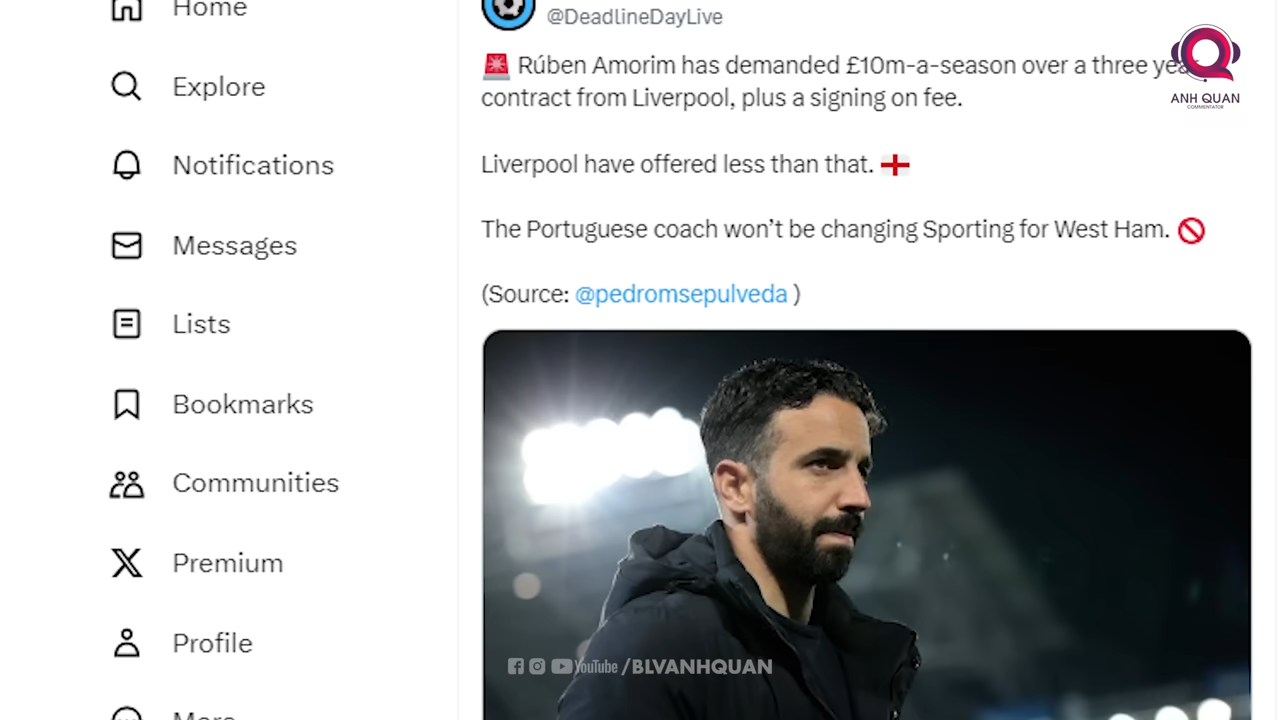 Home
Explore
Notifications
Messages
Lists
Bookmarks
Communities
Premium
Profile
More
@DeadlineDayLive
Rúben Amorim has demanded £10m-a-season over a three year
contract from Liverpool, plus a signing on fee.
Liverpool have offered less than that.
The Portuguese coach won’t be changing Sporting for West Ham.
(Source: @pedromsepulveda )
ANH QUAN
COMMENTATOR
YouTube /BLVANHQUAN